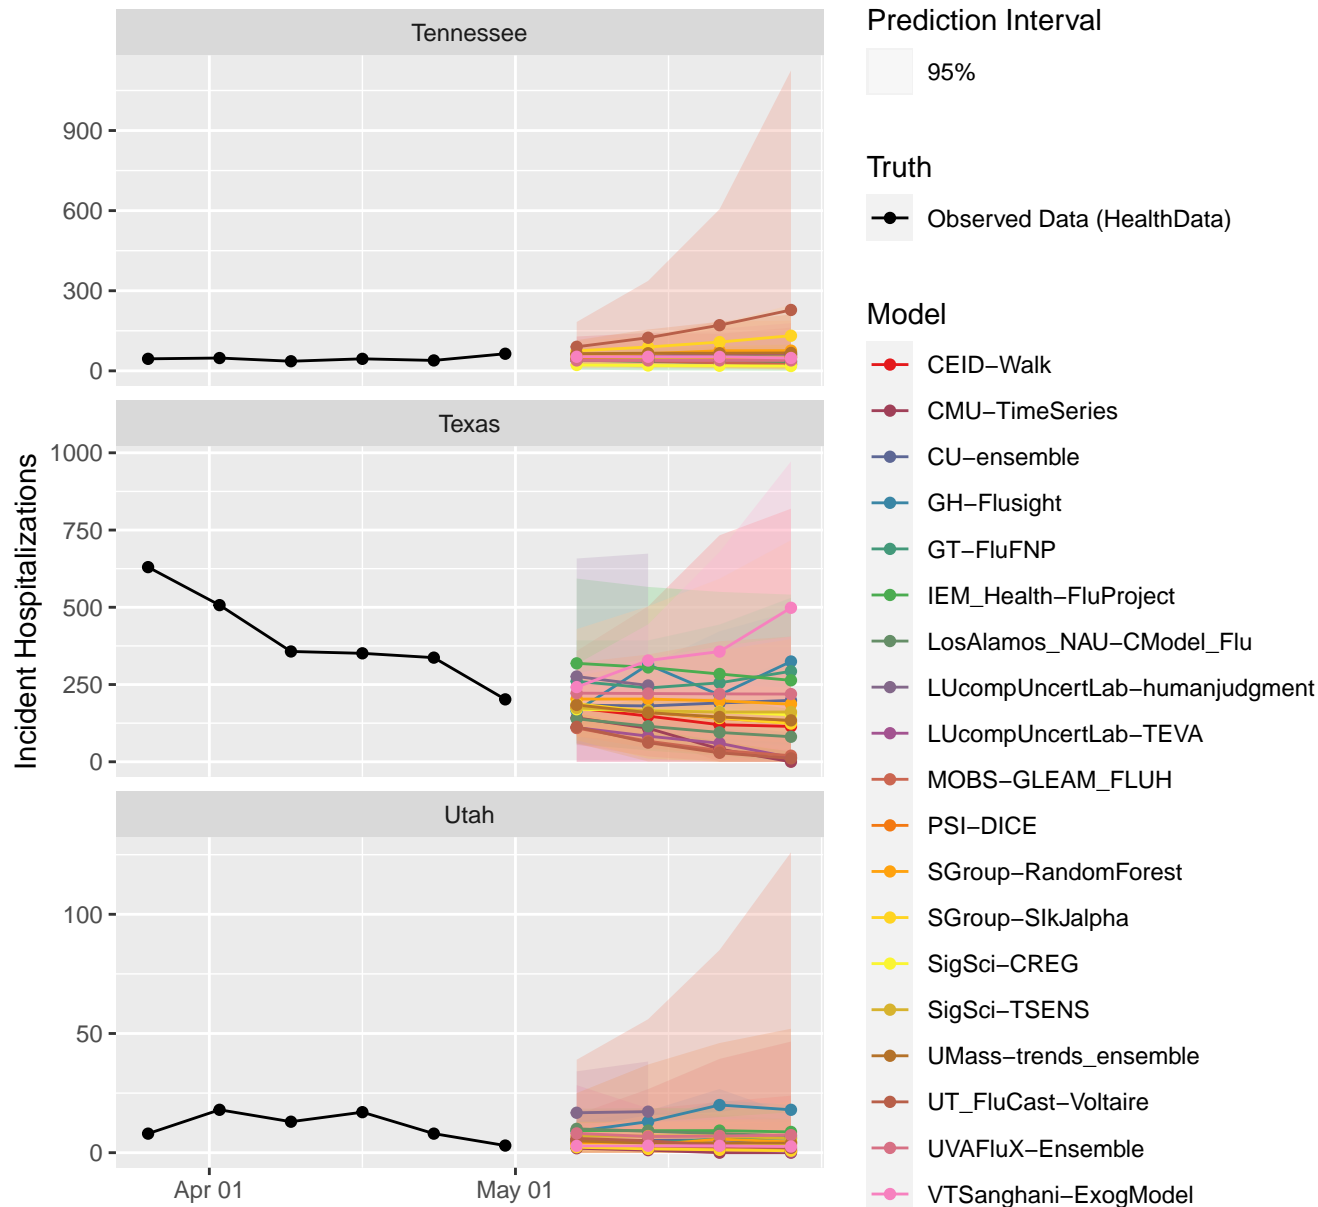 Tennessee
900
600
300
0
Texas
1000
750
500
250
0
Utah
100
50
0
Apr 01
May 01
Incident Hospitalizations
Prediction Interval
95%
Truth
Observed Data (HealthData)
Model
CEID−Walk
CMU−TimeSeries
CU−ensemble
GH−Flusight
GT−FluFNP
IEM_Health−FluProject
LosAlamos_NAU−CModel_Flu
LUcompUncertLab−humanjudgment
LUcompUncertLab−TEVA
MOBS−GLEAM_FLUH
PSI−DICE
SGroup−RandomForest
SGroup−SIkJalpha
SigSci−CREG
SigSci−TSENS
UMass−trends_ensemble
UT_FluCast−Voltaire
UVAFluX−Ensemble
VTSanghani−ExogModel